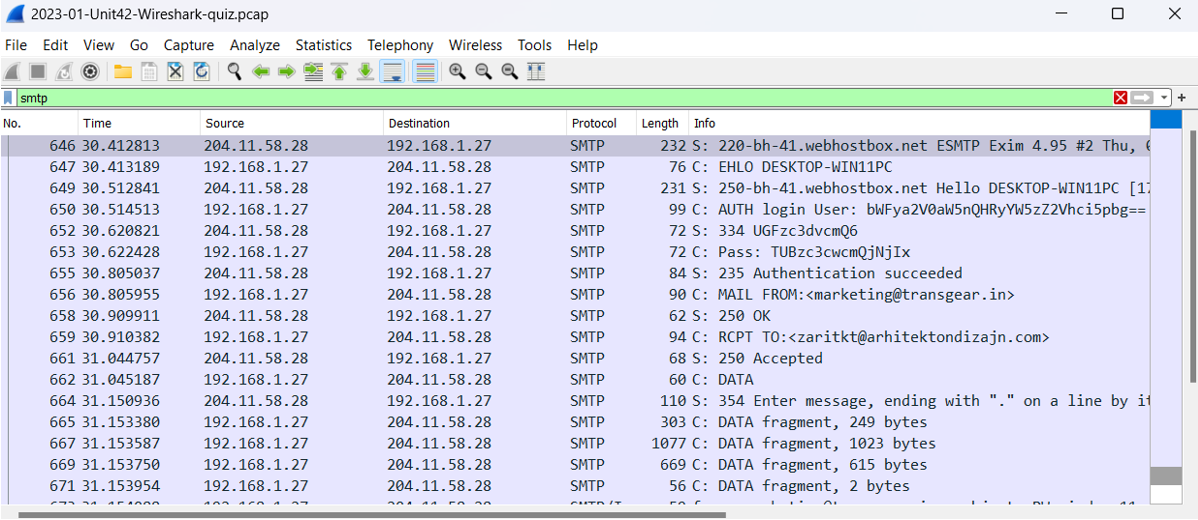 2023-01-Unit42-Wireshark-quiz.pcap
File Edit View Go Capture Analyze Statistics Telephony Wireless Tools Help
smtp
No. Time Source Destination Protocol Length Info
646 30.412813 204.11.58.28 192.168.1.27 SMTP 232 S: 220-bh-41.webhostbox.net ESMTP Exim 4.95 #2 Thu,
647 30.413189 192.168.1.27 204.11.58.28 SMTP 76 C: EHLO DESKTOP-WIN11PC
649 30.512841 204.11.58.28 192.168.1.27 SMTP 231 S: 250-bh-41.webhostbox.net Hello DESKTOP-WIN11PC [17
650 30.514513 192.168.1.27 204.11.58.28 SMTP 99 C: AUTH login User: bWFya2V0aW5nQHRyYW5zZ2Vhci5pbg==
652 30.620821 204.11.58.28 192.168.1.27 SMTP 72 S: 334 UGFzc3dvcmQ6
653 30.622428 192.168.1.27 204.11.58.28 SMTP 72 C: Pass: TUBzc3cwcmQjNjIx
655 30.805037 204.11.58.28 192.168.1.27 SMTP 84 S: 235 Authentication succeeded
656 30.805955 192.168.1.27 204.11.58.28 SMTP 90 C: MAIL FROM:<marketing@transgear.in>
658 30.909911 204.11.58.28 192.168.1.27 SMTP 62 S: 250 OK
659 30.910382 192.168.1.27 204.11.58.28 SMTP 94 C: RCPT TO:<zaritkt@arhitektondizajn.com>
661 31.044757 204.11.58.28 192.168.1.27 SMTP 68 S: 250 Accepted
662 31.045187 192.168.1.27 204.11.58.28 SMTP 60 C: DATA
664 31.150936 204.11.58.28 192.168.1.27 SMTP 110 S: 354 Enter message, ending with "." on a line by it
665 31.153380 192.168.1.27 204.11.58.28 SMTP 303 C: DATA fragment, 249 bytes
667 31.153587 192.168.1.27 204.11.58.28 SMTP 1077 C: DATA fragment, 1023 bytes
669 31.153750 192.168.1.27 204.11.58.28 SMTP 669 C: DATA fragment, 615 bytes
671 31.153954 192.168.1.27 204.11.58.28 SMTP 56 C: DATA fragment, 2 bytes